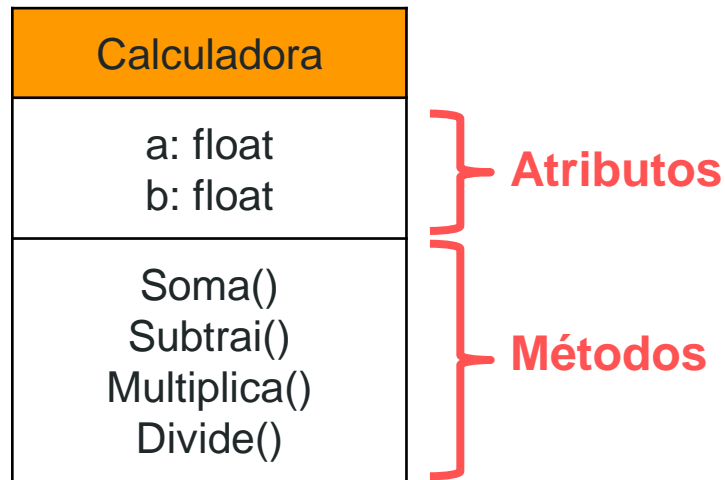 Calculadora
a: float
b: float
Atributos
Soma()
Subtrai()
Multiplica()
Divide()
Métodos